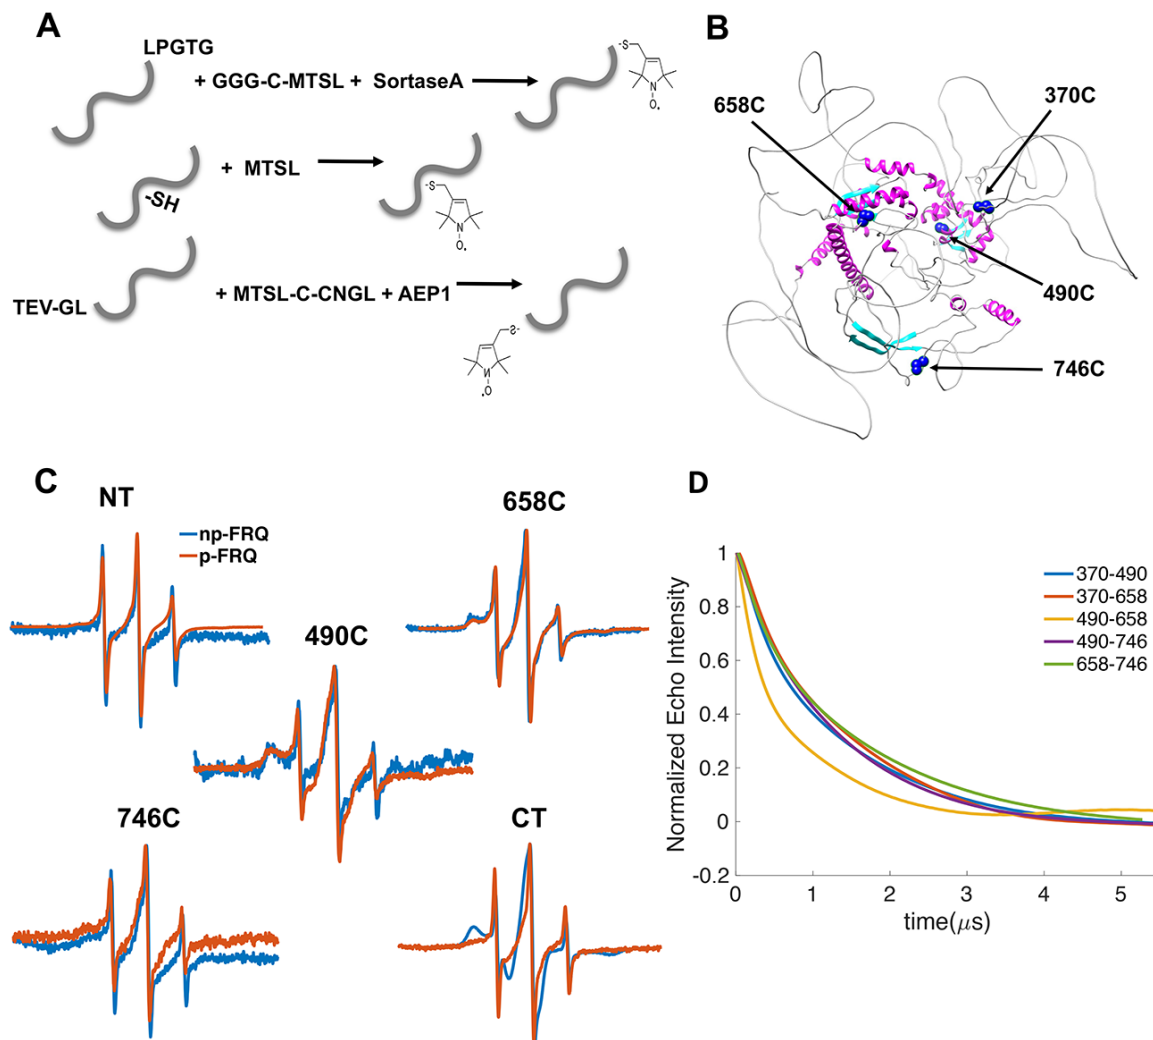 A
LPGTG
+ GGG-C-MTSL + SortaseA
-S
N
O.
-SH
+ MTSL
-S
N
O.
TEV-GL
+ MTSL-C-CNGL + AEP1
-S
N
O.
B
658C
370C
490C
746C
C
NT
np-FRQ
p-FRQ
658C
490C
746C
CT
D
Normalized Echo Intensity
1
0.8
0.6
0.4
0.2
0
-0.2
0 1 2 3 4 5
time(μs)
370-490
370-658
490-658
490-746
658-746